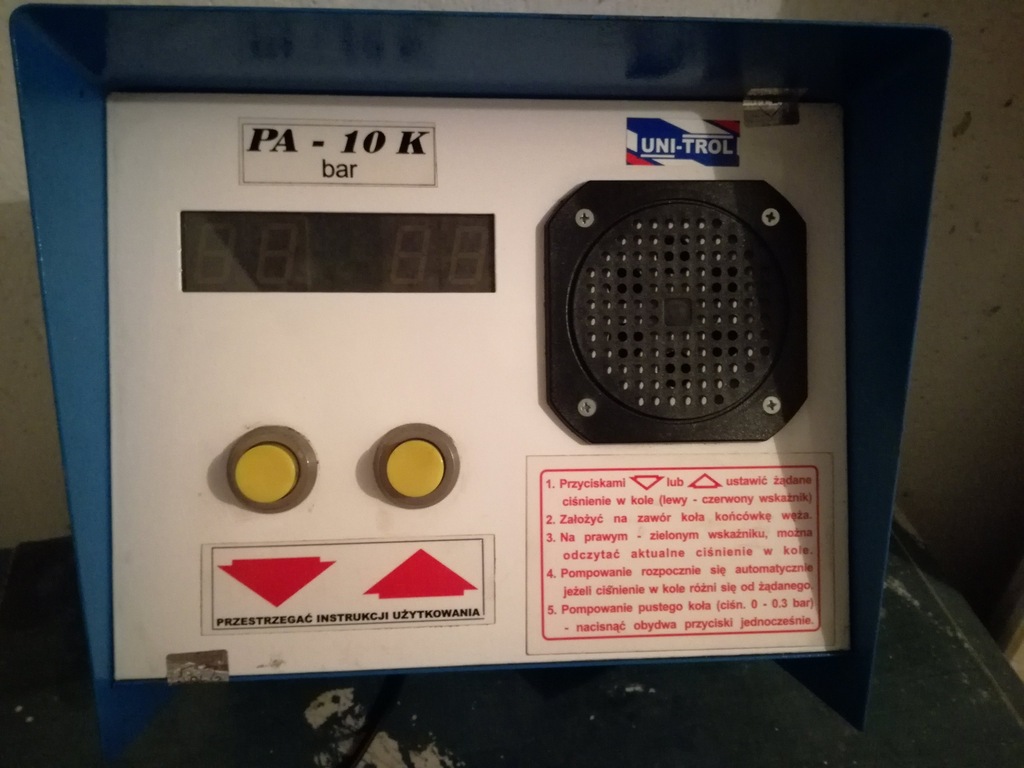 PA - 10 K
bar
UNI-TROL
1. Przyciskami lub ustawić żądane
ciśnienie w kole (lewy - czerwony wskaźnik)
2. Założyć na zawór koła końcówkę węża.
3. Na prawym - zielonym wskaźniku, można
odczytać aktualne ciśnienie w kole.
4. Pompowanie rozpocznie się automatycznie
jeżeli ciśnienie w kole różni się od żądanego.
5. Pompowanie pustego koła (ciśn. 0 - 0.3 bar)
- nacisnąć obydwa przyciski jednocześnie.
PRZESTRZEGAĆ INSTRUKCJI UŻYTKOWANIA